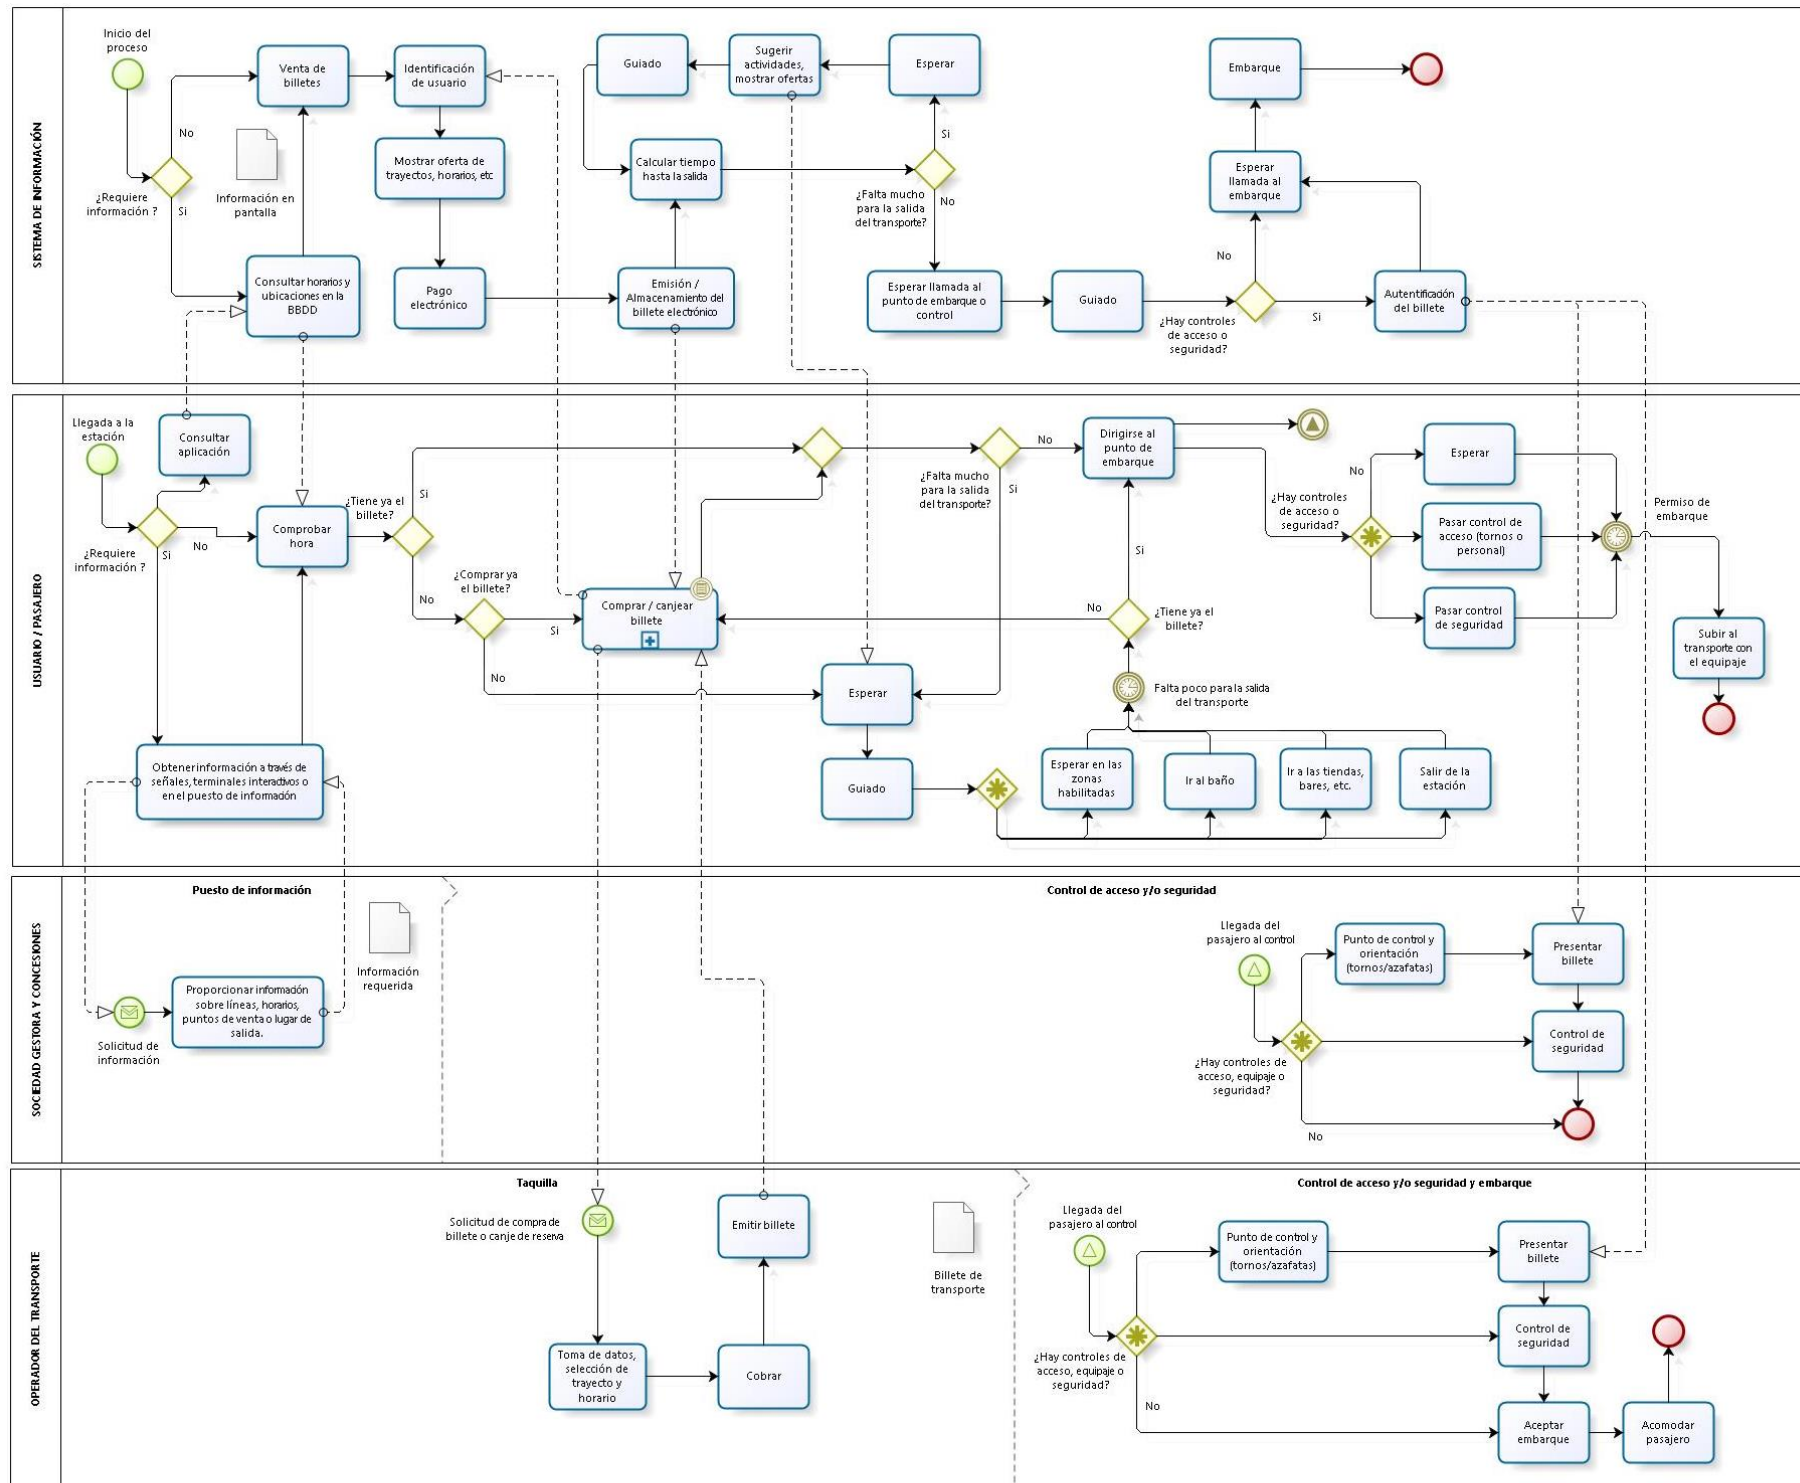 SISTEMA DE INFORMACIÓN
Inicio del
proceso
¿Requiere
información ?
No
Si
Venta de
billetes
Información en
pantalla
Consultar horarios y
ubicaciones en la
BBDD
Identificación
de usuario
Mostrar oferta de
trayectos, horarios, etc
Pago
electrónico
Emisión /
Almacenamiento del
billete electrónico
Calcular tiempo
hasta la salida
Guiado
Sugerir
actividades,
mostrar ofertas
Esperar
Si
¿Falta mucho
para la salida
del transporte?
No
Esperar llamada al
punto de embarque o
control
Guiado
¿Hay controles
de acceso o
seguridad?
No
Si
Autentificación
del billete
Esperar
llamada al
embarque
Embarque
USUARIO / PASAJERO
Llegada a la
estación
¿Requiere
información ?
Si
No
Consultar
aplicación
Comprobar
hora
Obtener información a través de
señales, terminales interactivos o
en el puesto de información
¿Tiene ya el
billete?
Si
No
¿Comprar ya
el billete?
Si
No
Comprar / canjear
billete
¿Falta mucho
para la salida
del transporte?
No
Si
Esperar
Guiado
Esperar en las
zonas
habilitadas
Ir al baño
Ir a las tiendas,
bares, etc.
Salir de la
estación
Falta poco para la salida
del transporte
¿Tiene ya el
billete?
No
Si
Dirigirse al
punto de
embarque
¿Hay controles
de acceso o
seguridad?
No
Esperar
Pasar control de
acceso (tornos o
personal)
Pasar control
de seguridad
Permiso de
embarque
Subir al
transporte con
el equipaje
SOCIEDAD GESTORA Y CONCESIONES
Puesto de información
Solicitud de
información
Proporcionar información
sobre líneas, horarios,
puntos de venta o lugar de
salida.
Información
requerida
Control de acceso y/o seguridad
Llegada del
pasajero al control
¿Hay controles de
acceso, equipaje o
seguridad?
No
Punto de control y
orientación
(tornos/azafatas)
Presentar
billete
Control de
seguridad
OPERADOR DEL TRANSPORTE
Taquilla
Solicitud de compra de
billete o canje de reserva
Toma de datos,
selección de
trayecto y
horario
Cobrar
Emitir billete
Billete de
transporte
Control de acceso y/o seguridad y embarque
Llegada del
pasajero al control
¿Hay controles de
acceso, equipaje o
seguridad?
No
Punto de control y
orientación
(tornos/azafatas)
Presentar
billete
Control de
seguridad
Aceptar
embarque
Acomodar
pasajero